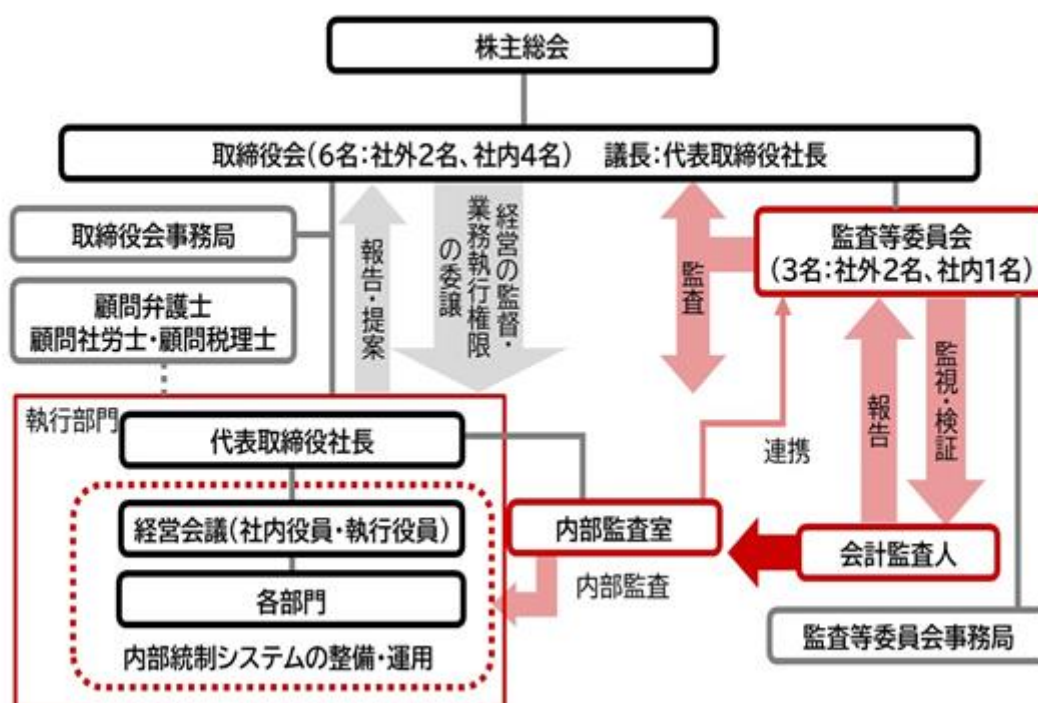 株主総会
取締役会(6名:社外2名、社内4名) 議長:代表取締役社長
取締役会事務局
顧問弁護士
顧問社労士・顧問税理士
報告・提案
経営の監督・
業務執行権限
の委譲
監査
監査等委員会
(3名:社外2名、社内1名)
報告
監視・検証
連携
執行部門
代表取締役社長
経営会議(社内役員・執行役員)
各部門
内部統制システムの整備・運用
内部監査室
内部監査
会計監査人
監査等委員会事務局